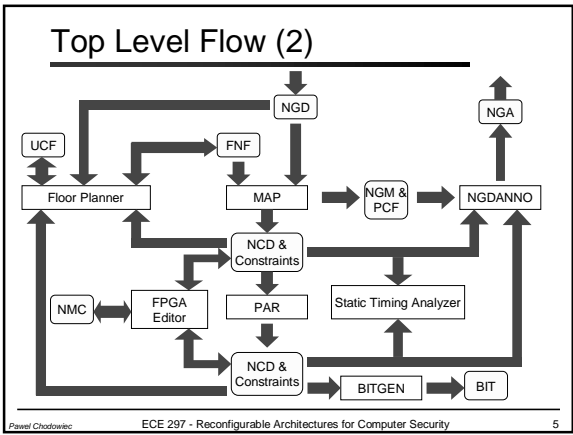 Top Level Flow (2)
NGD
NGA
UCF
FNF
Floor Planner
MAP
NGM &
PCF
NGDANNO
NCD &
Constraints
NMC
FPGA
Editor
PAR
Static Timing Analyzer
NCD &
Constraints
BITGEN
BIT
Pawel Chodowiec
ECE 297 - Reconfigurable Architectures for Computer Security
5